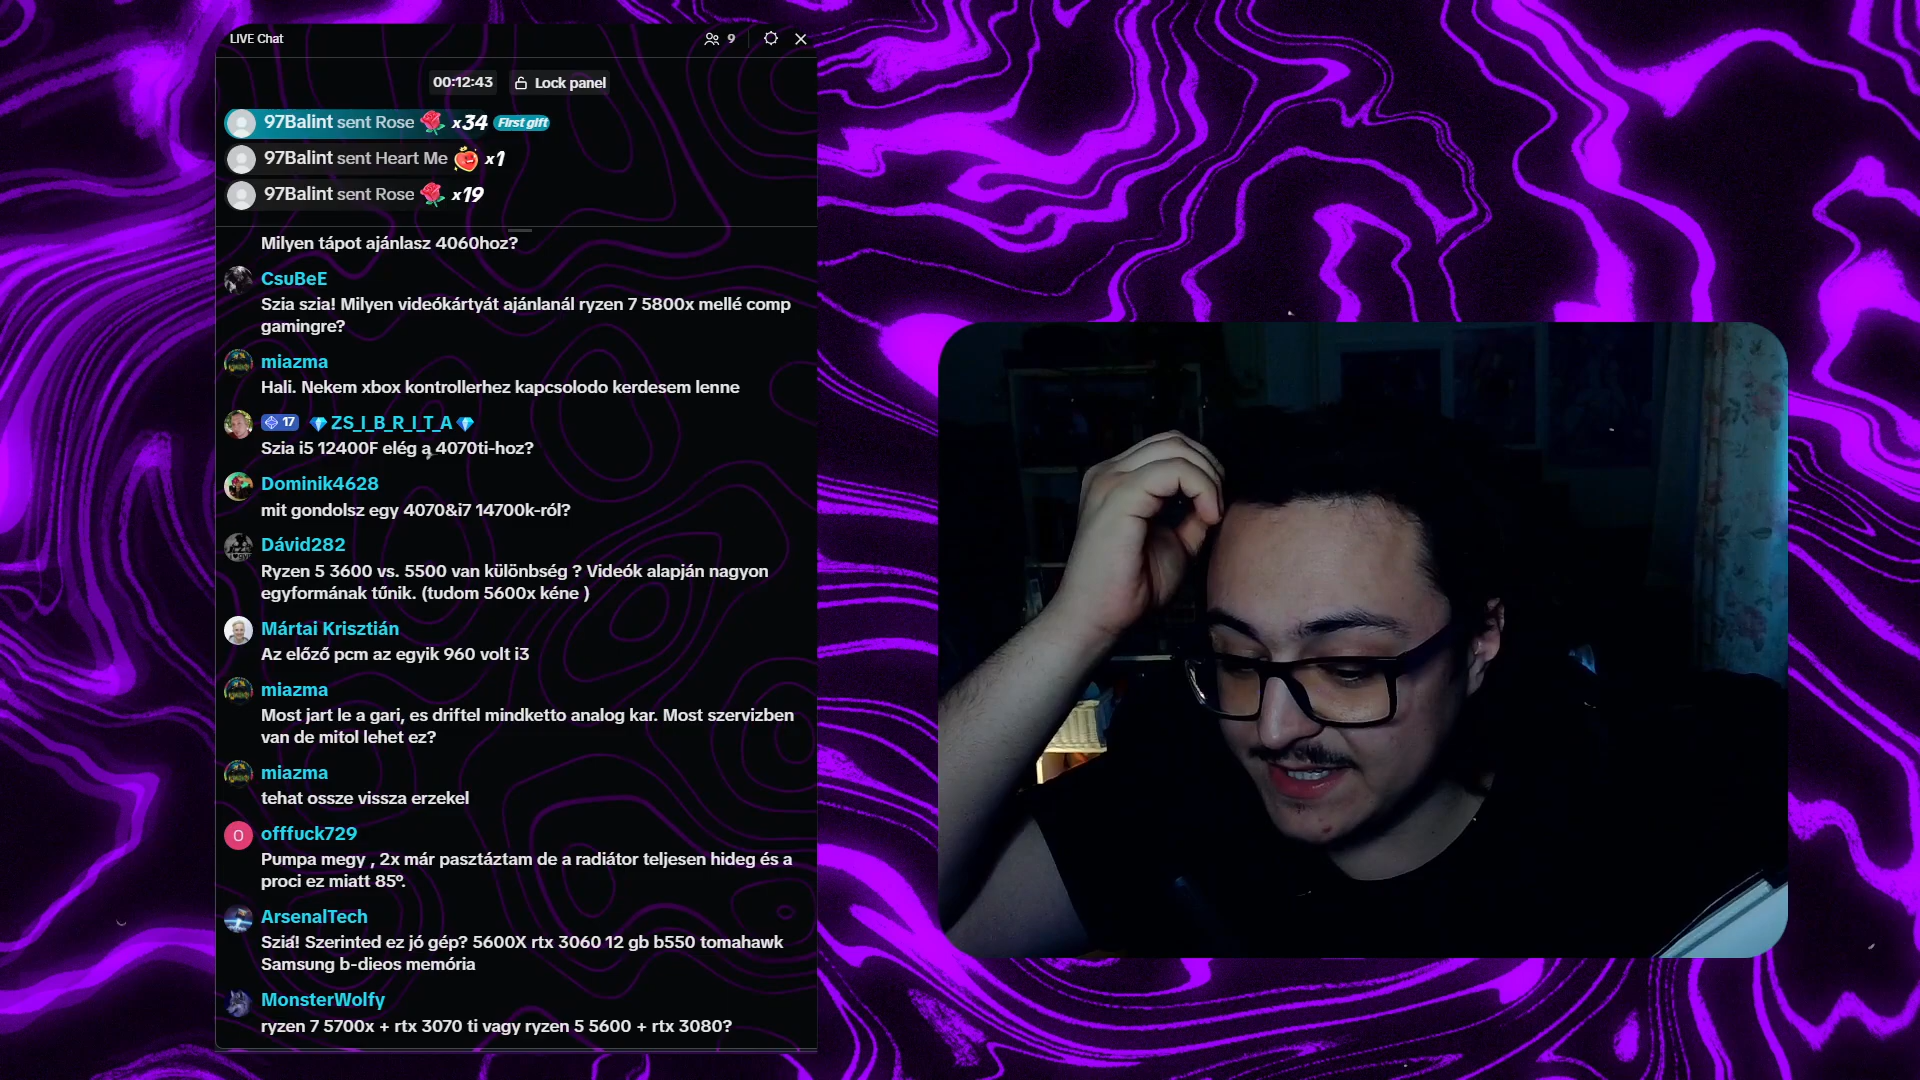 LIVE Chat
9
00:12:43
Lock panel
97Balint sent Rose x34 First gift
97Balint sent Heart Me x1
97Balint sent Rose x19
Milyen tápot ajánlasz 4060hoz?
CsuBeE
Szia szia! Milyen videókártyát ajánlanál ryzen 7 5800x mellé comp
gamingre?
miazma
Hali. Nekem xbox kontrollerhez kapcsolodo kerdesem lenne
17 💎ZS_I_B_R_I_T_A💎
Szia i5 12400F elég a 4070ti-hoz?
Dominik4628
mit gondolsz egy 4070&i7 14700k-ról?
Dávid282
Ryzen 5 3600 vs. 5500 van különbség ? Videók alapján nagyon
egyformának tűnik. (tudom 5600x kéne )
Mártai Krisztián
Az előző pcm az egyik 960 volt i3
miazma
Most jart le a gari, es driftel mindketto analog kar. Most szervizben
van de mitol lehet ez?
miazma
tehat ossze vissza erzekel
O
offfuck729
Pumpa megy , 2x már pasztáztam de a radiátor teljesen hideg és a
proci ez miatt 85°.
ArsenalTech
Sziá! Szerinted ez jó gép? 5600X rtx 3060 12 gb b550 tomahawk
Samsung b-dieos memória
MonsterWolfy
ryzen 7 5700x + rtx 3070 ti vagy ryzen 5 5600 + rtx 3080?